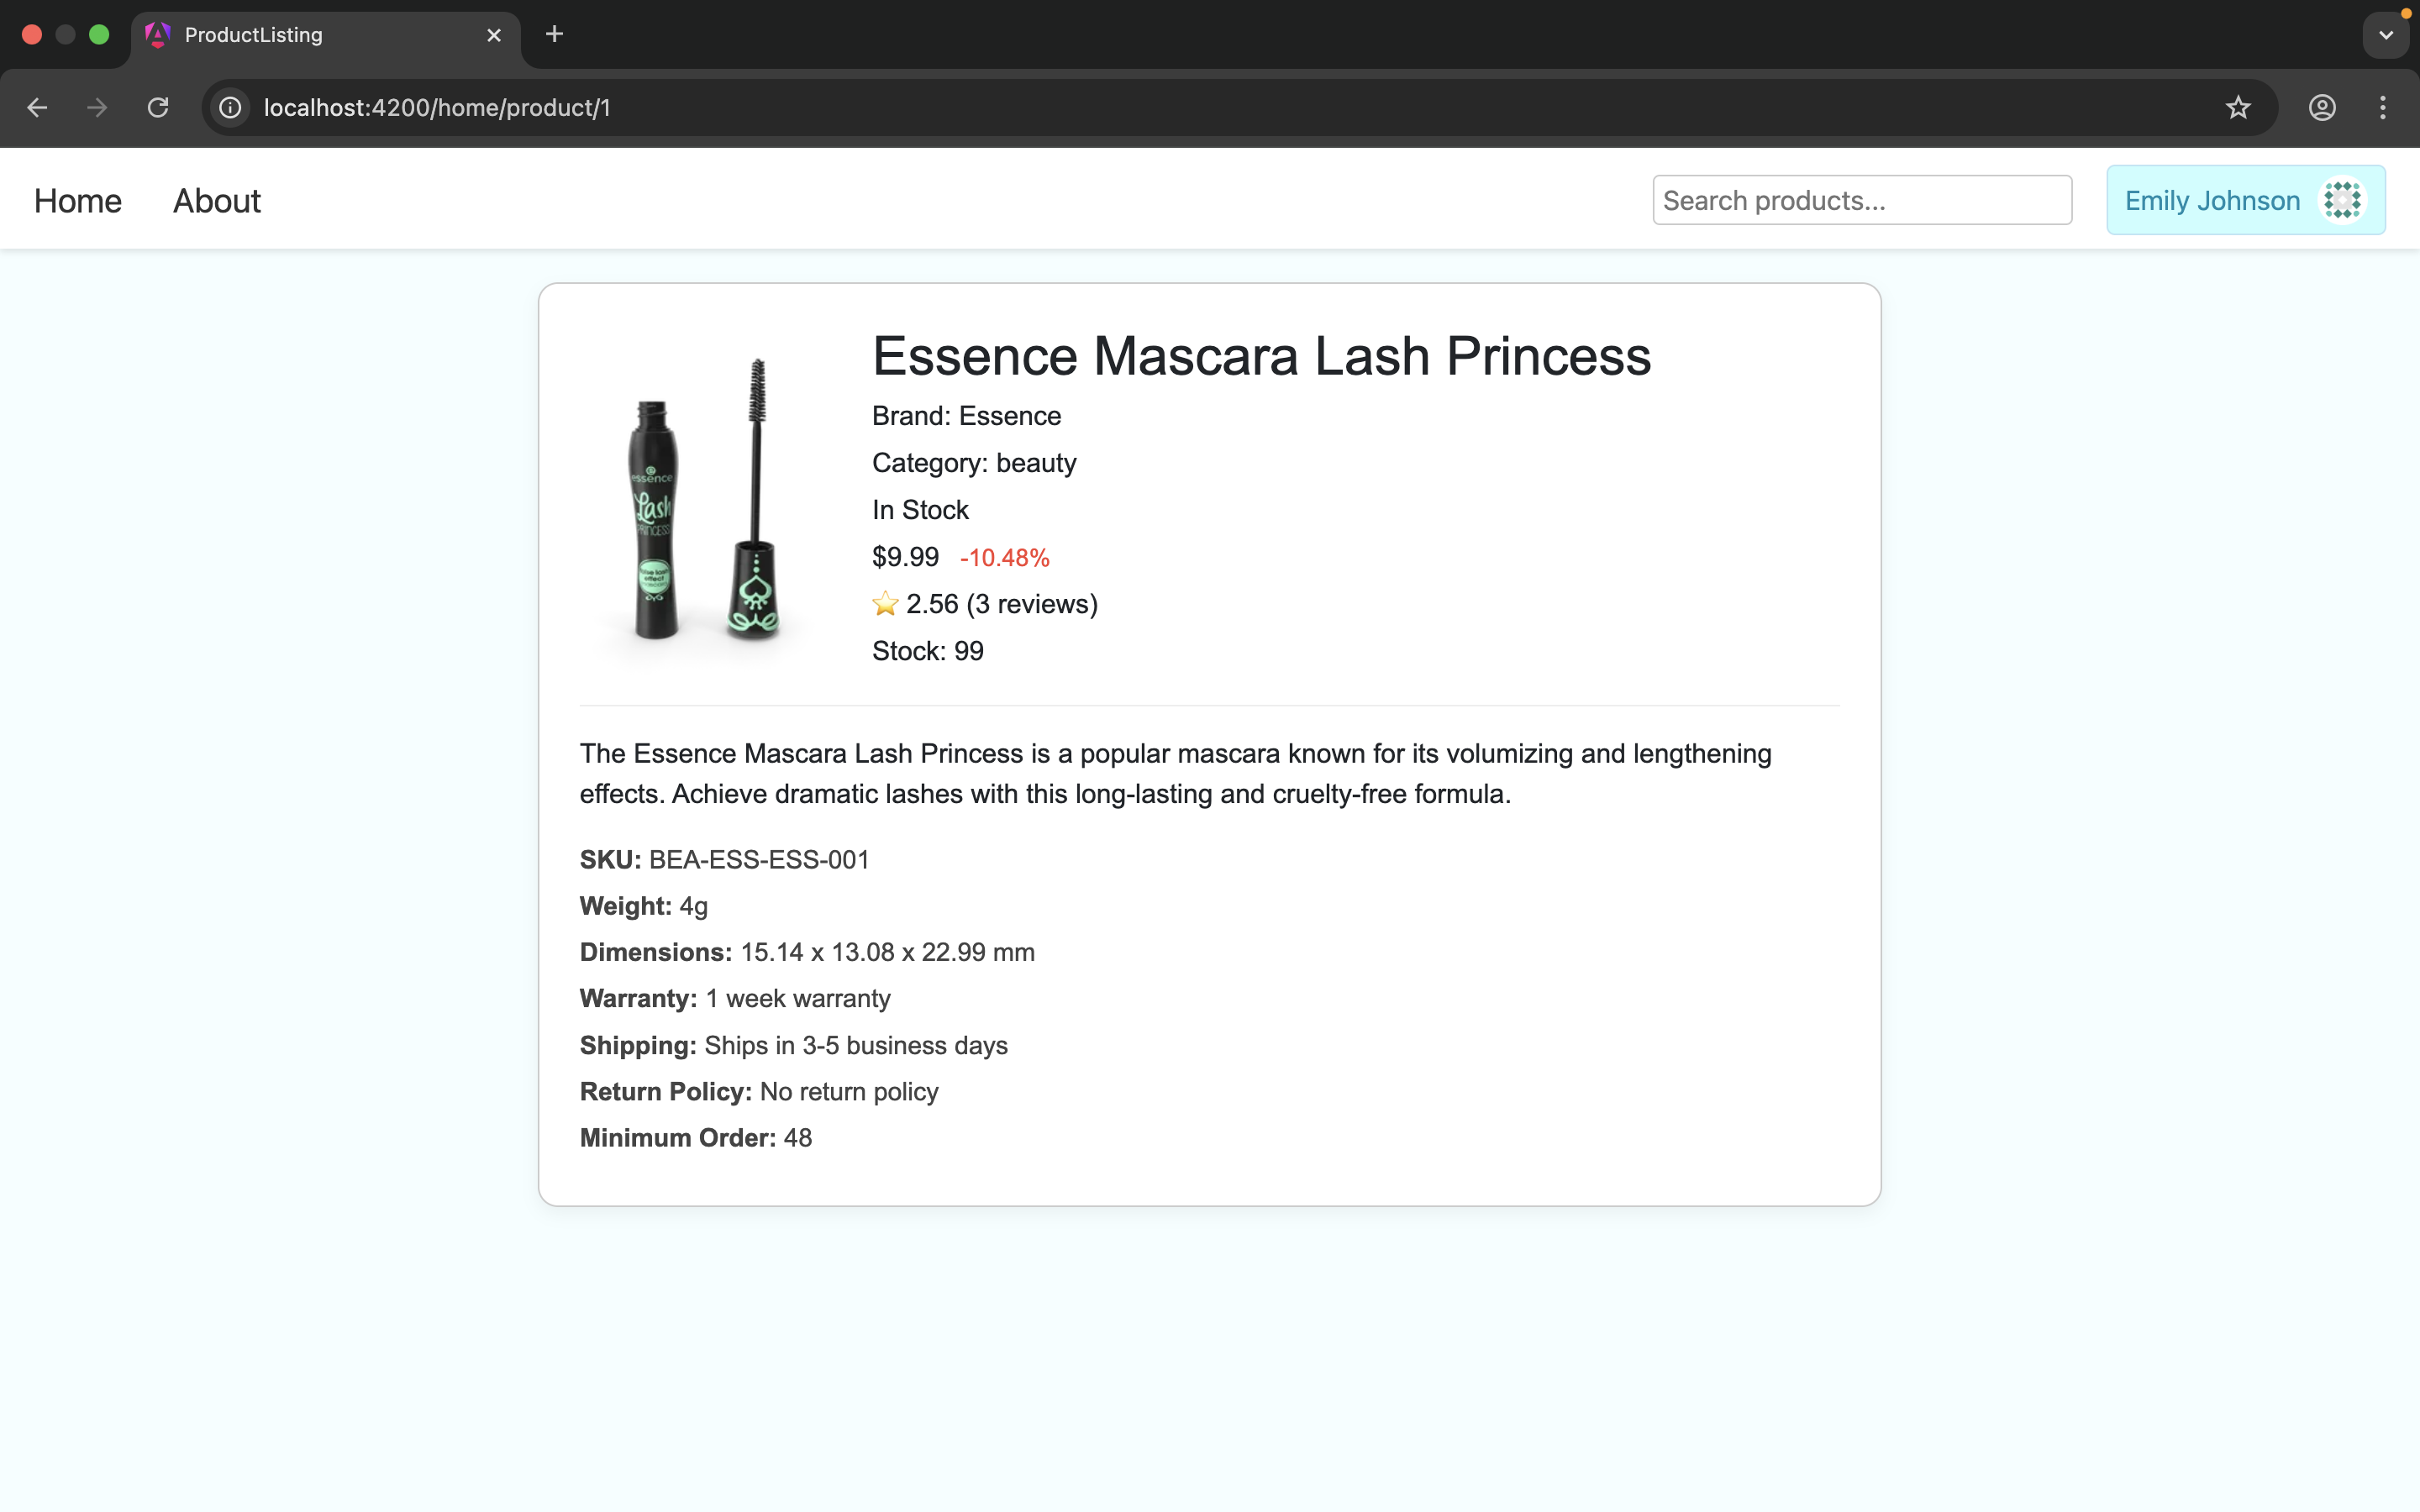 ProductListing
localhost:4200/home/product/1
Home About Search products... Emily Johnson
Essence Mascara Lash Princess
Brand: Essence
Category: beauty
In Stock
$9.99 -10.48%
⭐ 2.56 (3 reviews)
Stock: 99
essence
Lash
PRINCESS
false lash
effect
The Essence Mascara Lash Princess is a popular mascara known for its volumizing and lengthening
effects. Achieve dramatic lashes with this long-lasting and cruelty-free formula.
SKU: BEA-ESS-ESS-001
Weight: 4g
Dimensions: 15.14 x 13.08 x 22.99 mm
Warranty: 1 week warranty
Shipping: Ships in 3-5 business days
Return Policy: No return policy
Minimum Order: 48